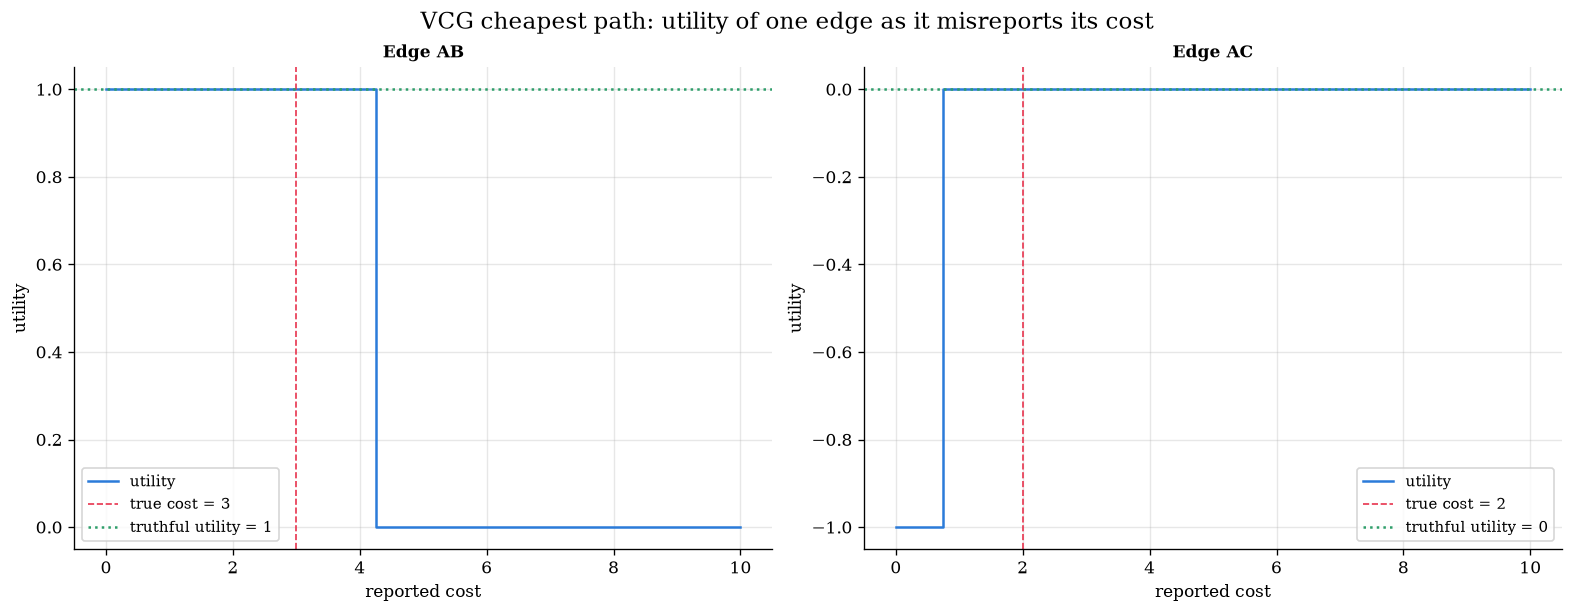 VCG cheapest path: utility of one edge as it misreports its cost
Edge AB
utility
1.0
0.8
0.6
0.4
0.2
0.0
0 2 4 6 8 10
reported cost
utility
true cost = 3
truthful utility = 1
Edge AC
utility
0.0
−0.2
−0.4
−0.6
−0.8
−1.0
0 2 4 6 8 10
reported cost
utility
true cost = 2
truthful utility = 0